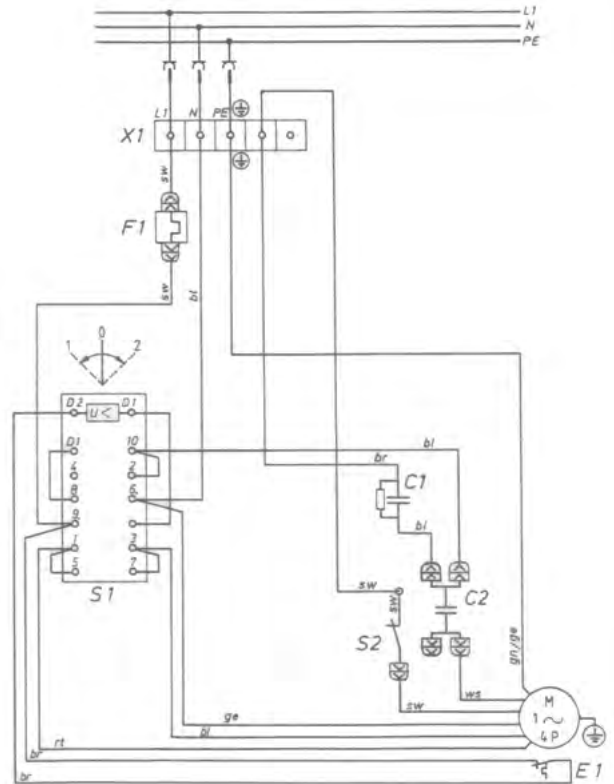 L1
N
PE
L1 N PE
X1
sw
F1
sw
bl
0
1 2
D2 U< D1
D1 10
4 2
8 6
9
1 3
5 7
S1
bl
br
C1
bl
sw
sw
C2
S2
ws
sw
gn/ge
ge
bl
rt
br
br
M
1 ~
4P
E1